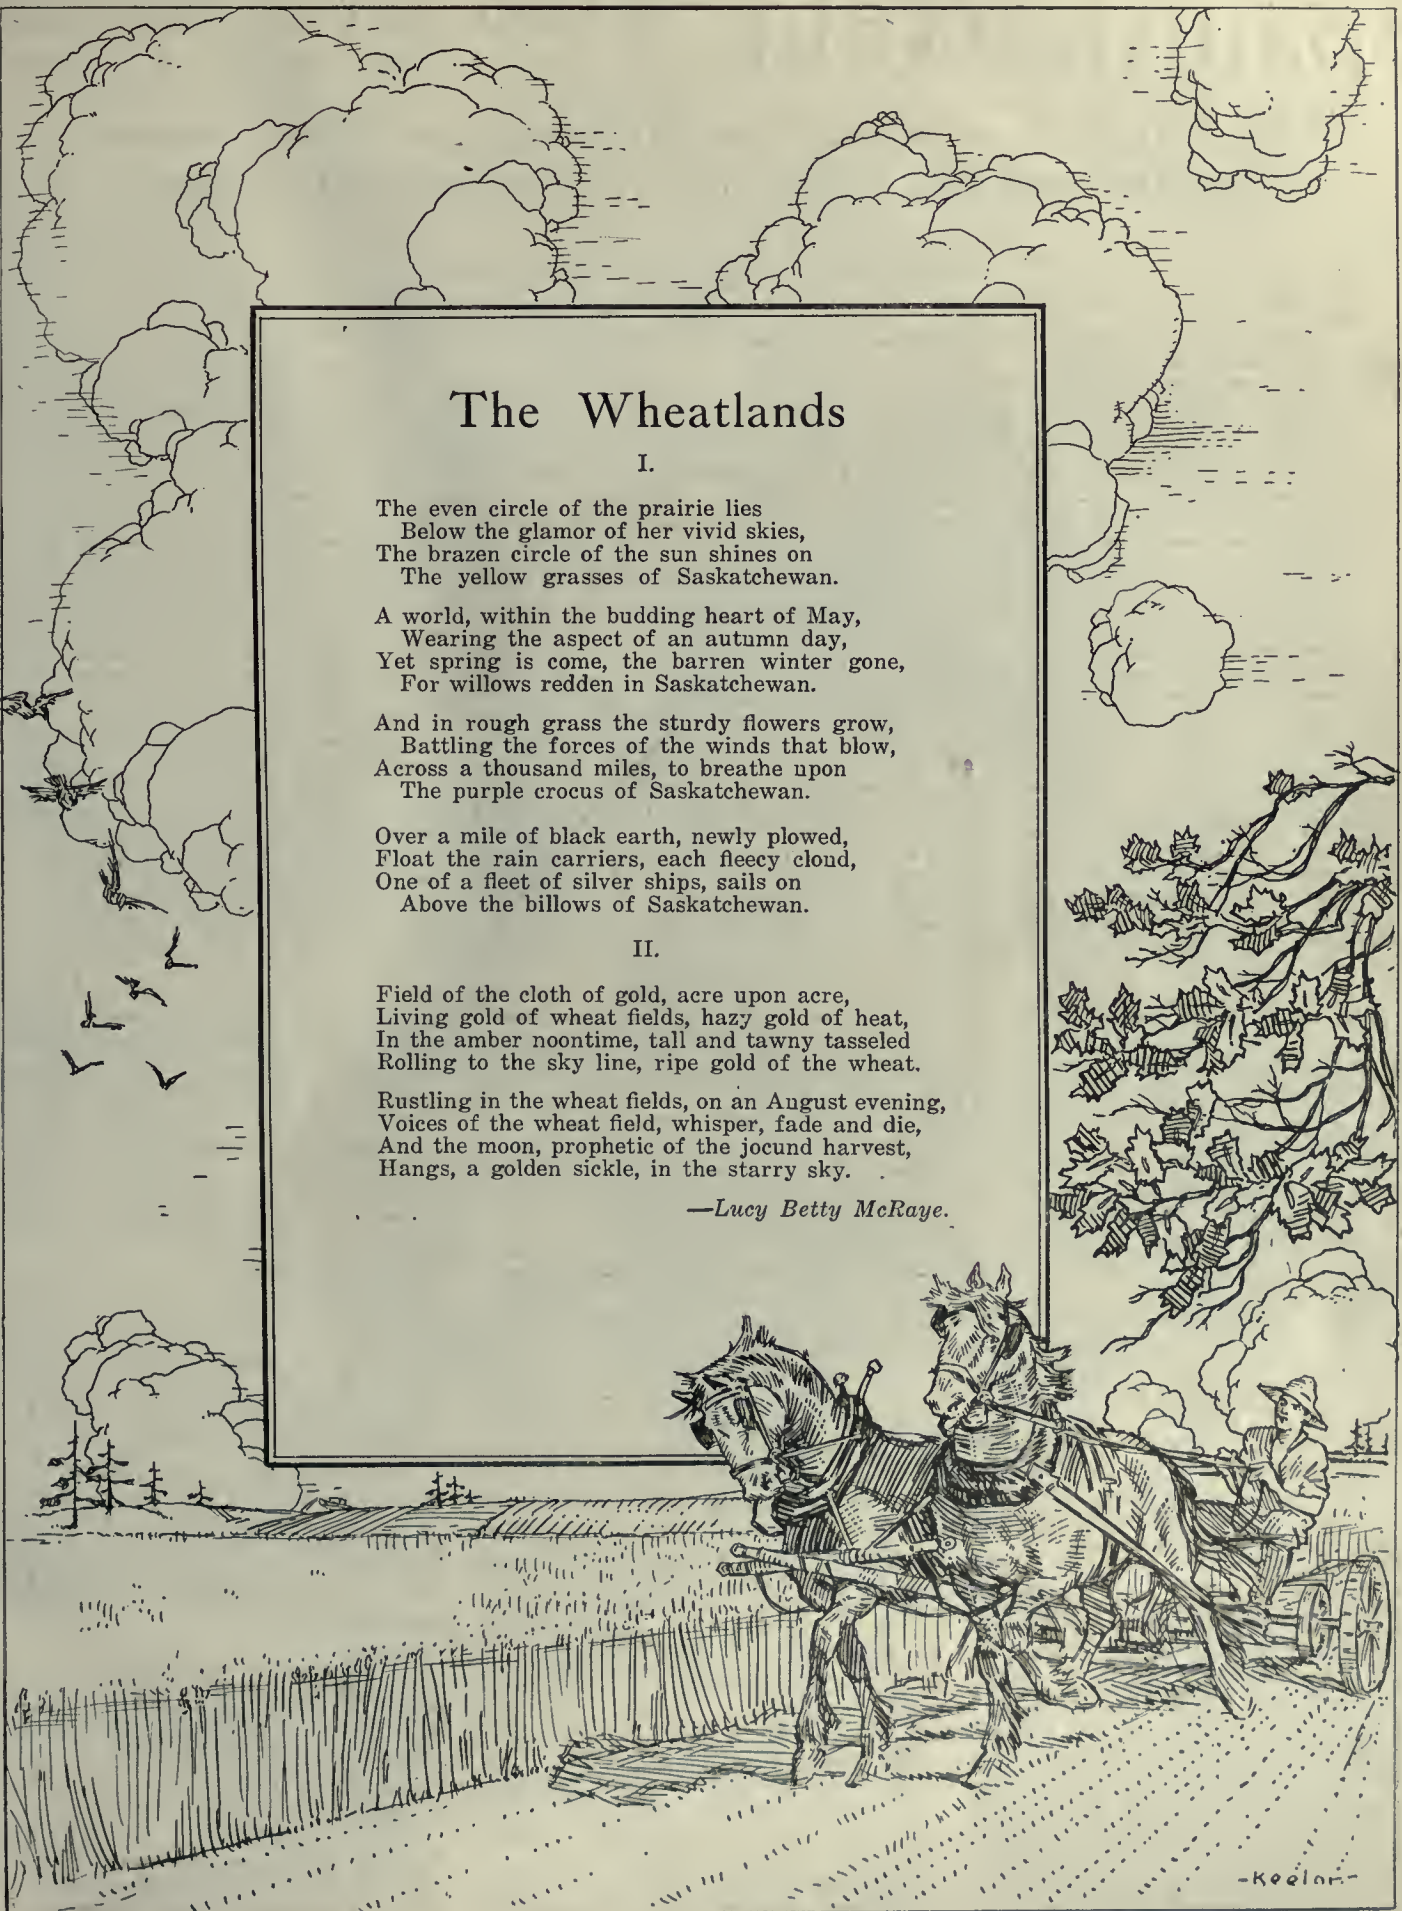 The Wheatlands
I.
The even circle of the prairie lies
Below the glamor of her vivid skies,
The brazen circle of the sun shines on
The yellow grasses of Saskatchewan.
A world, within the budding heart of May,
Wearing the aspect of an autumn day,
Yet spring is come, the barren winter gone,
For willows redden in Saskatchewan.
And in rough grass the sturdy flowers grow,
Battling the forces of the winds that blow,
Across a thousand miles, to breathe upon
The purple crocus of Saskatchewan.
Over a mile of black earth, newly plowed,
Float the rain carriers, each fleecy cloud,
One of a fleet of silver ships, sails on
Above the billows of Saskatchewan.
II.
Field of the cloth of gold, acre upon acre,
Living gold of wheat fields, hazy gold of heat,
In the amber noontime, tall and tawny tasseled
Rolling to the sky line, ripe gold of the wheat.
Rustling in the wheat fields, on an August evening,
Voices of the wheat field, whisper, fade and die,
And the moon, prophetic of the jocund harvest,
Hangs, a golden sickle, in the starry sky.
—Lucy Betty McRaye.